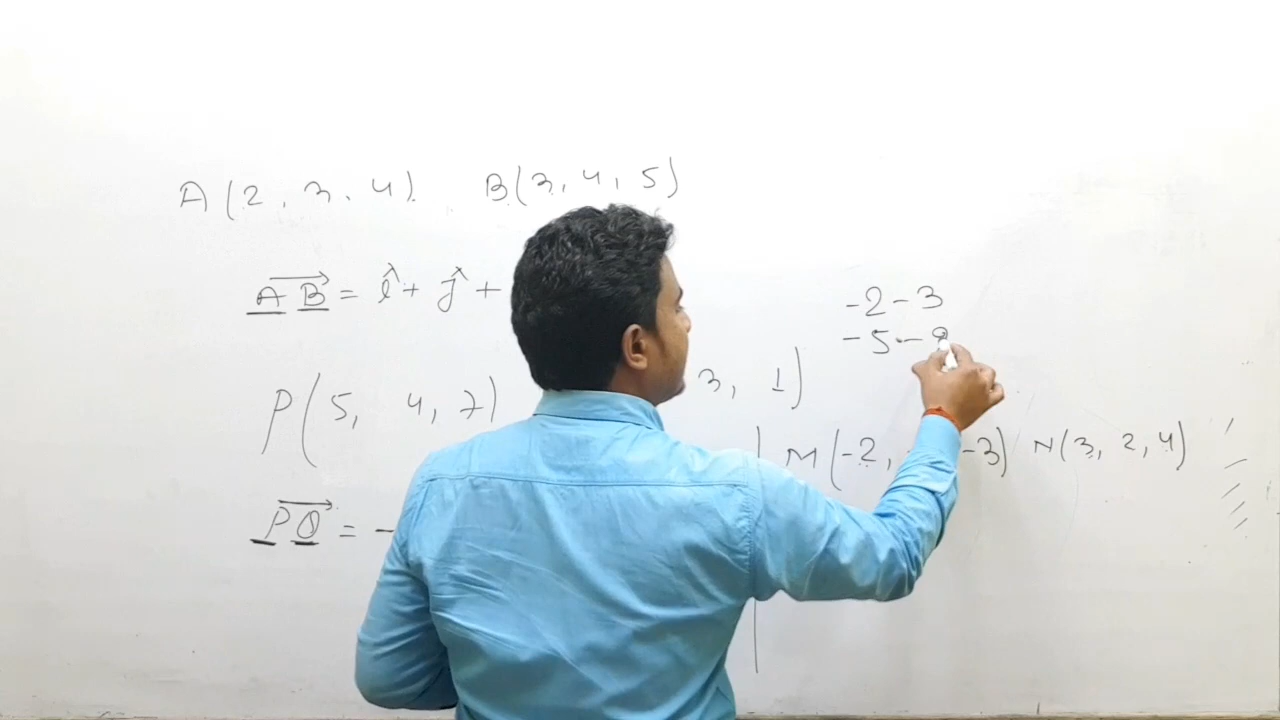 A(2, 3, 4) B(3, 4, 5)
AB = î + ĵ +
-2-3
-5-
P(5, 4, 7) 3, 1)
M(-2, -3) N(3, 2, 4)
PQ = -